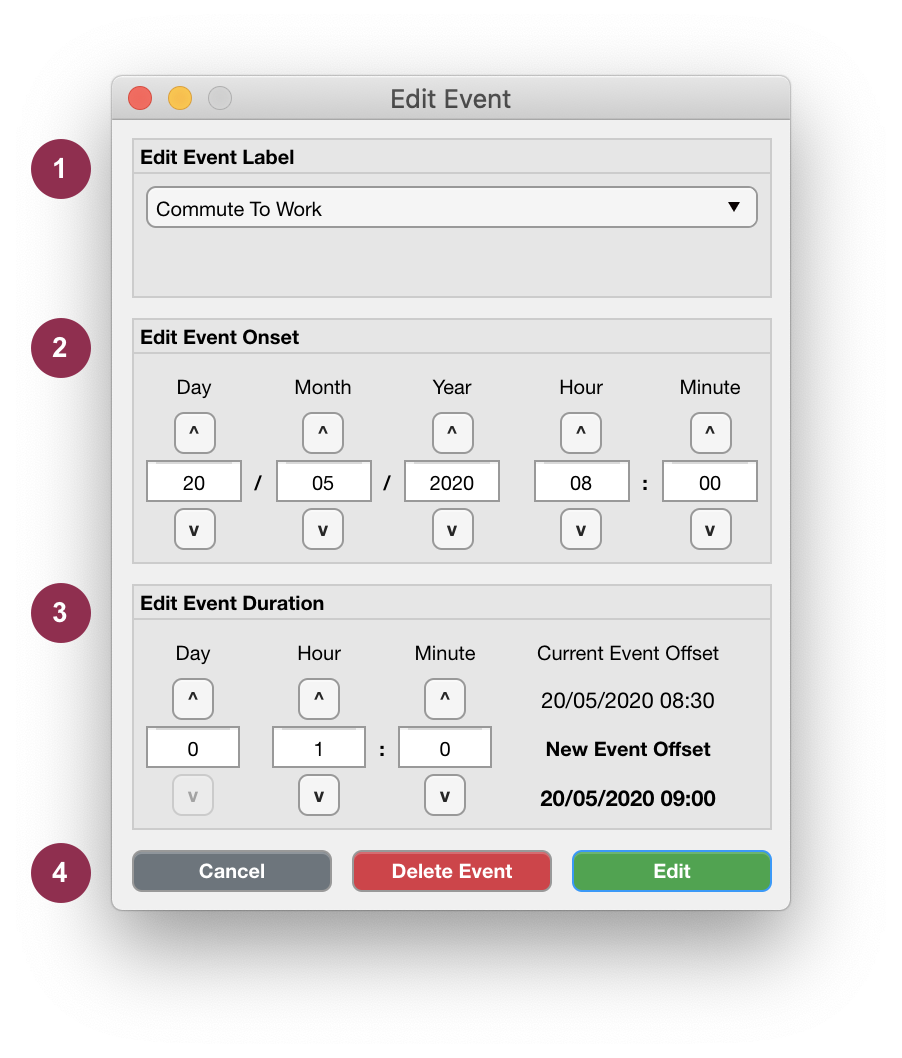 Edit Event
1
Edit Event Label
Commute To Work ▼
2
Edit Event Onset
Day Month Year Hour Minute
^ ^ ^ ^ ^
20 / 05 / 2020 08 : 00
v v v v v
3
Edit Event Duration
Day Hour Minute Current Event Offset
^ ^ ^ 20/05/2020 08:30
0 1 : 0 New Event Offset
v v v 20/05/2020 09:00
4
Cancel Delete Event Edit